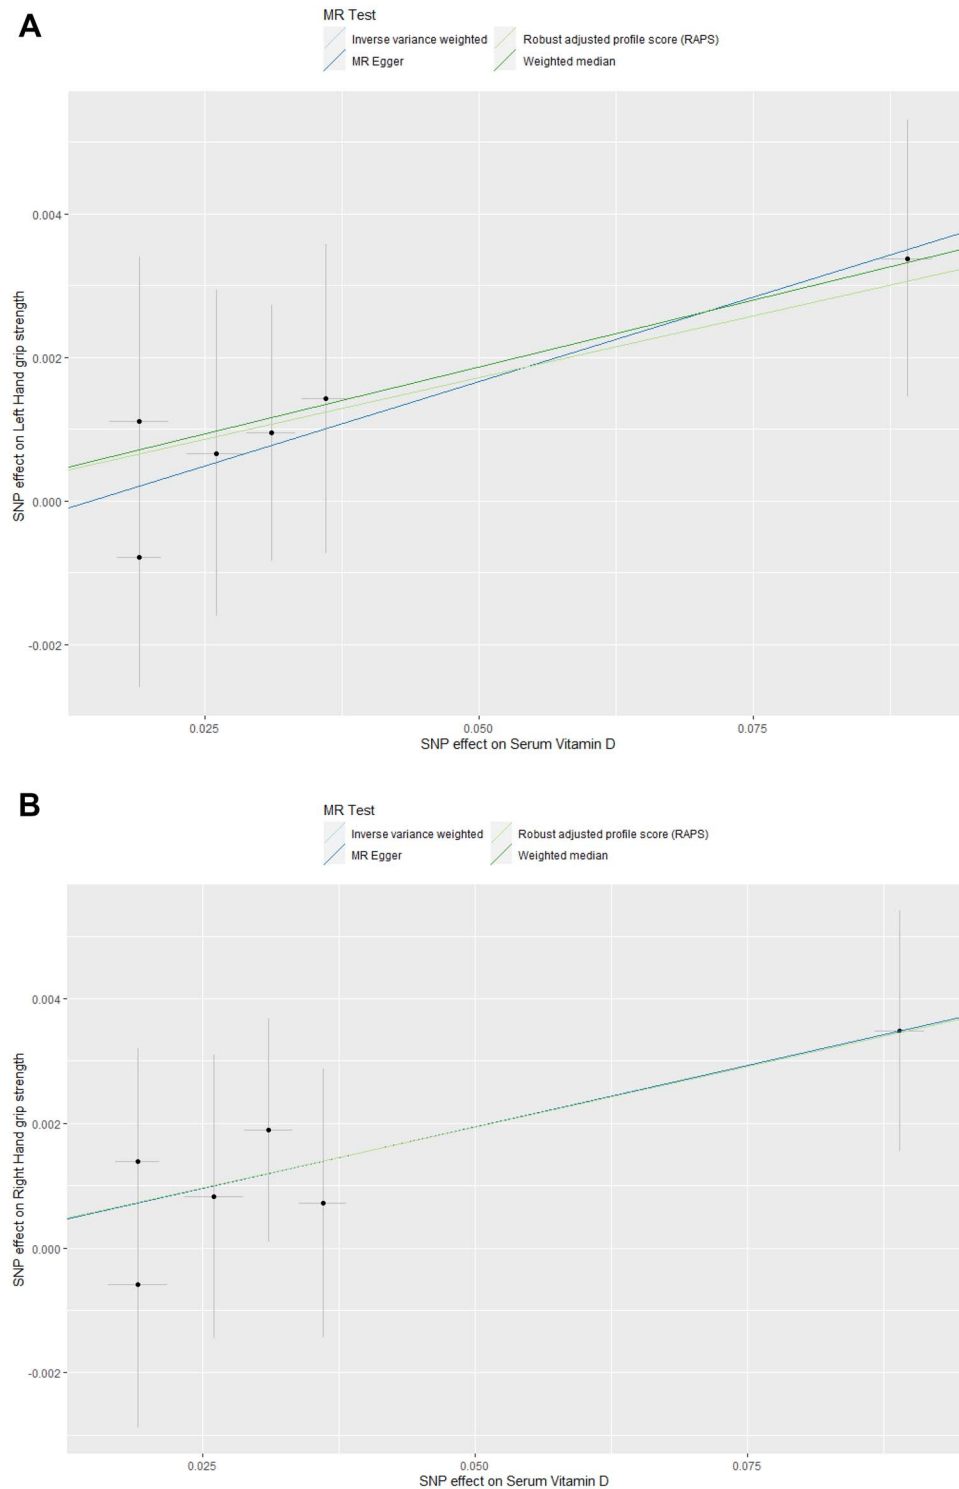 A
MR Test
Inverse variance weighted
Robust adjusted profile score (RAPS)
MR Egger
Weighted median
SNP effect on Left Hand grip strength
0.004
0.002
0.000
-0.002
0.025
0.050
0.075
SNP effect on Serum Vitamin D
B
MR Test
Inverse variance weighted
Robust adjusted profile score (RAPS)
MR Egger
Weighted median
SNP effect on Right Hand grip strength
0.004
0.002
0.000
-0.002
0.025
0.050
0.075
SNP effect on Serum Vitamin D